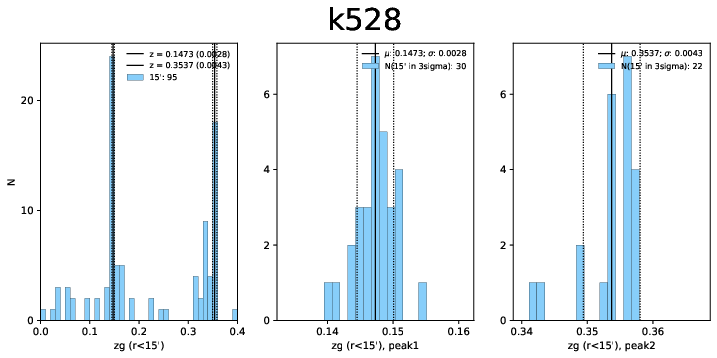 k528
z = 0.1473 (0.0028)
z = 0.3537 (0.0043)
15': 95
N
0 10 20
0.0 0.1 0.2 0.3 0.4
zg (r<15')
μ: 0.1473; σ: 0.0028
N(15' in 3sigma): 30
0 2 4 6
0.14 0.15 0.16
zg (r<15'), peak1
μ: 0.3537; σ: 0.0043
N(15' in 3sigma): 22
0 2 4 6
0.34 0.35 0.36
zg (r<15'), peak2